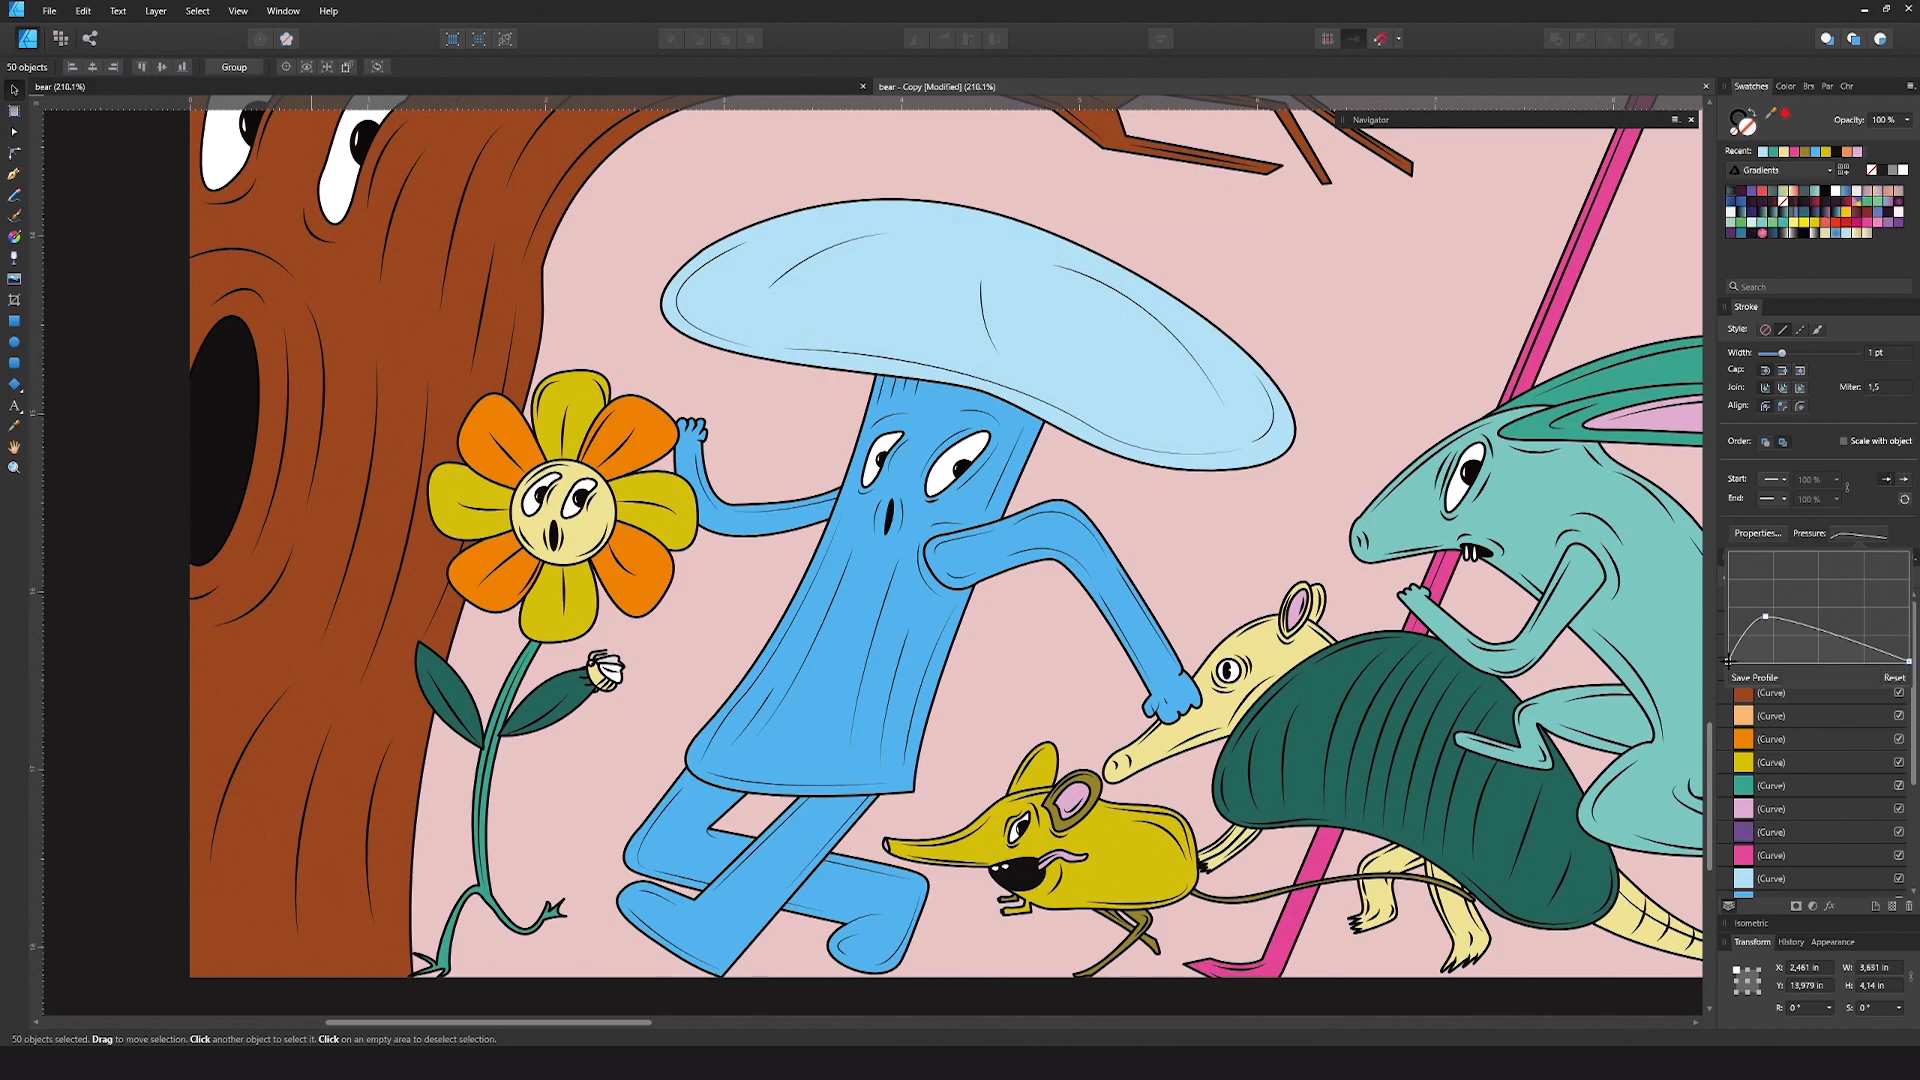 File Edit Text Layer Select View Window Help
50 objects Group
bear (210.1%) bear - Copy [Modified] (210.1%)
Navigator
Swatches Color Brs Par Chr
Opacity: 100 %
Recent:
Gradients
Search
Stroke
Style:
Width: 1 pt
Cap:
Join: Miter: 1,5
Align:
Order: Scale with object
Start: 100 %
End: 100 %
Properties... Pressure:
Save Profile Reset
(Curve)
(Curve)
(Curve)
(Curve)
(Curve)
(Curve)
(Curve)
(Curve)
(Curve)
Isometric
Transform History Appearance
X: 2,461 in W: 3,631 in
Y: 13,979 in H: 4,14 in
R: 0 ° S: 0 °
50 objects selected. Drag to move selection. Click another object to select it. Click on an empty area to deselect selection.